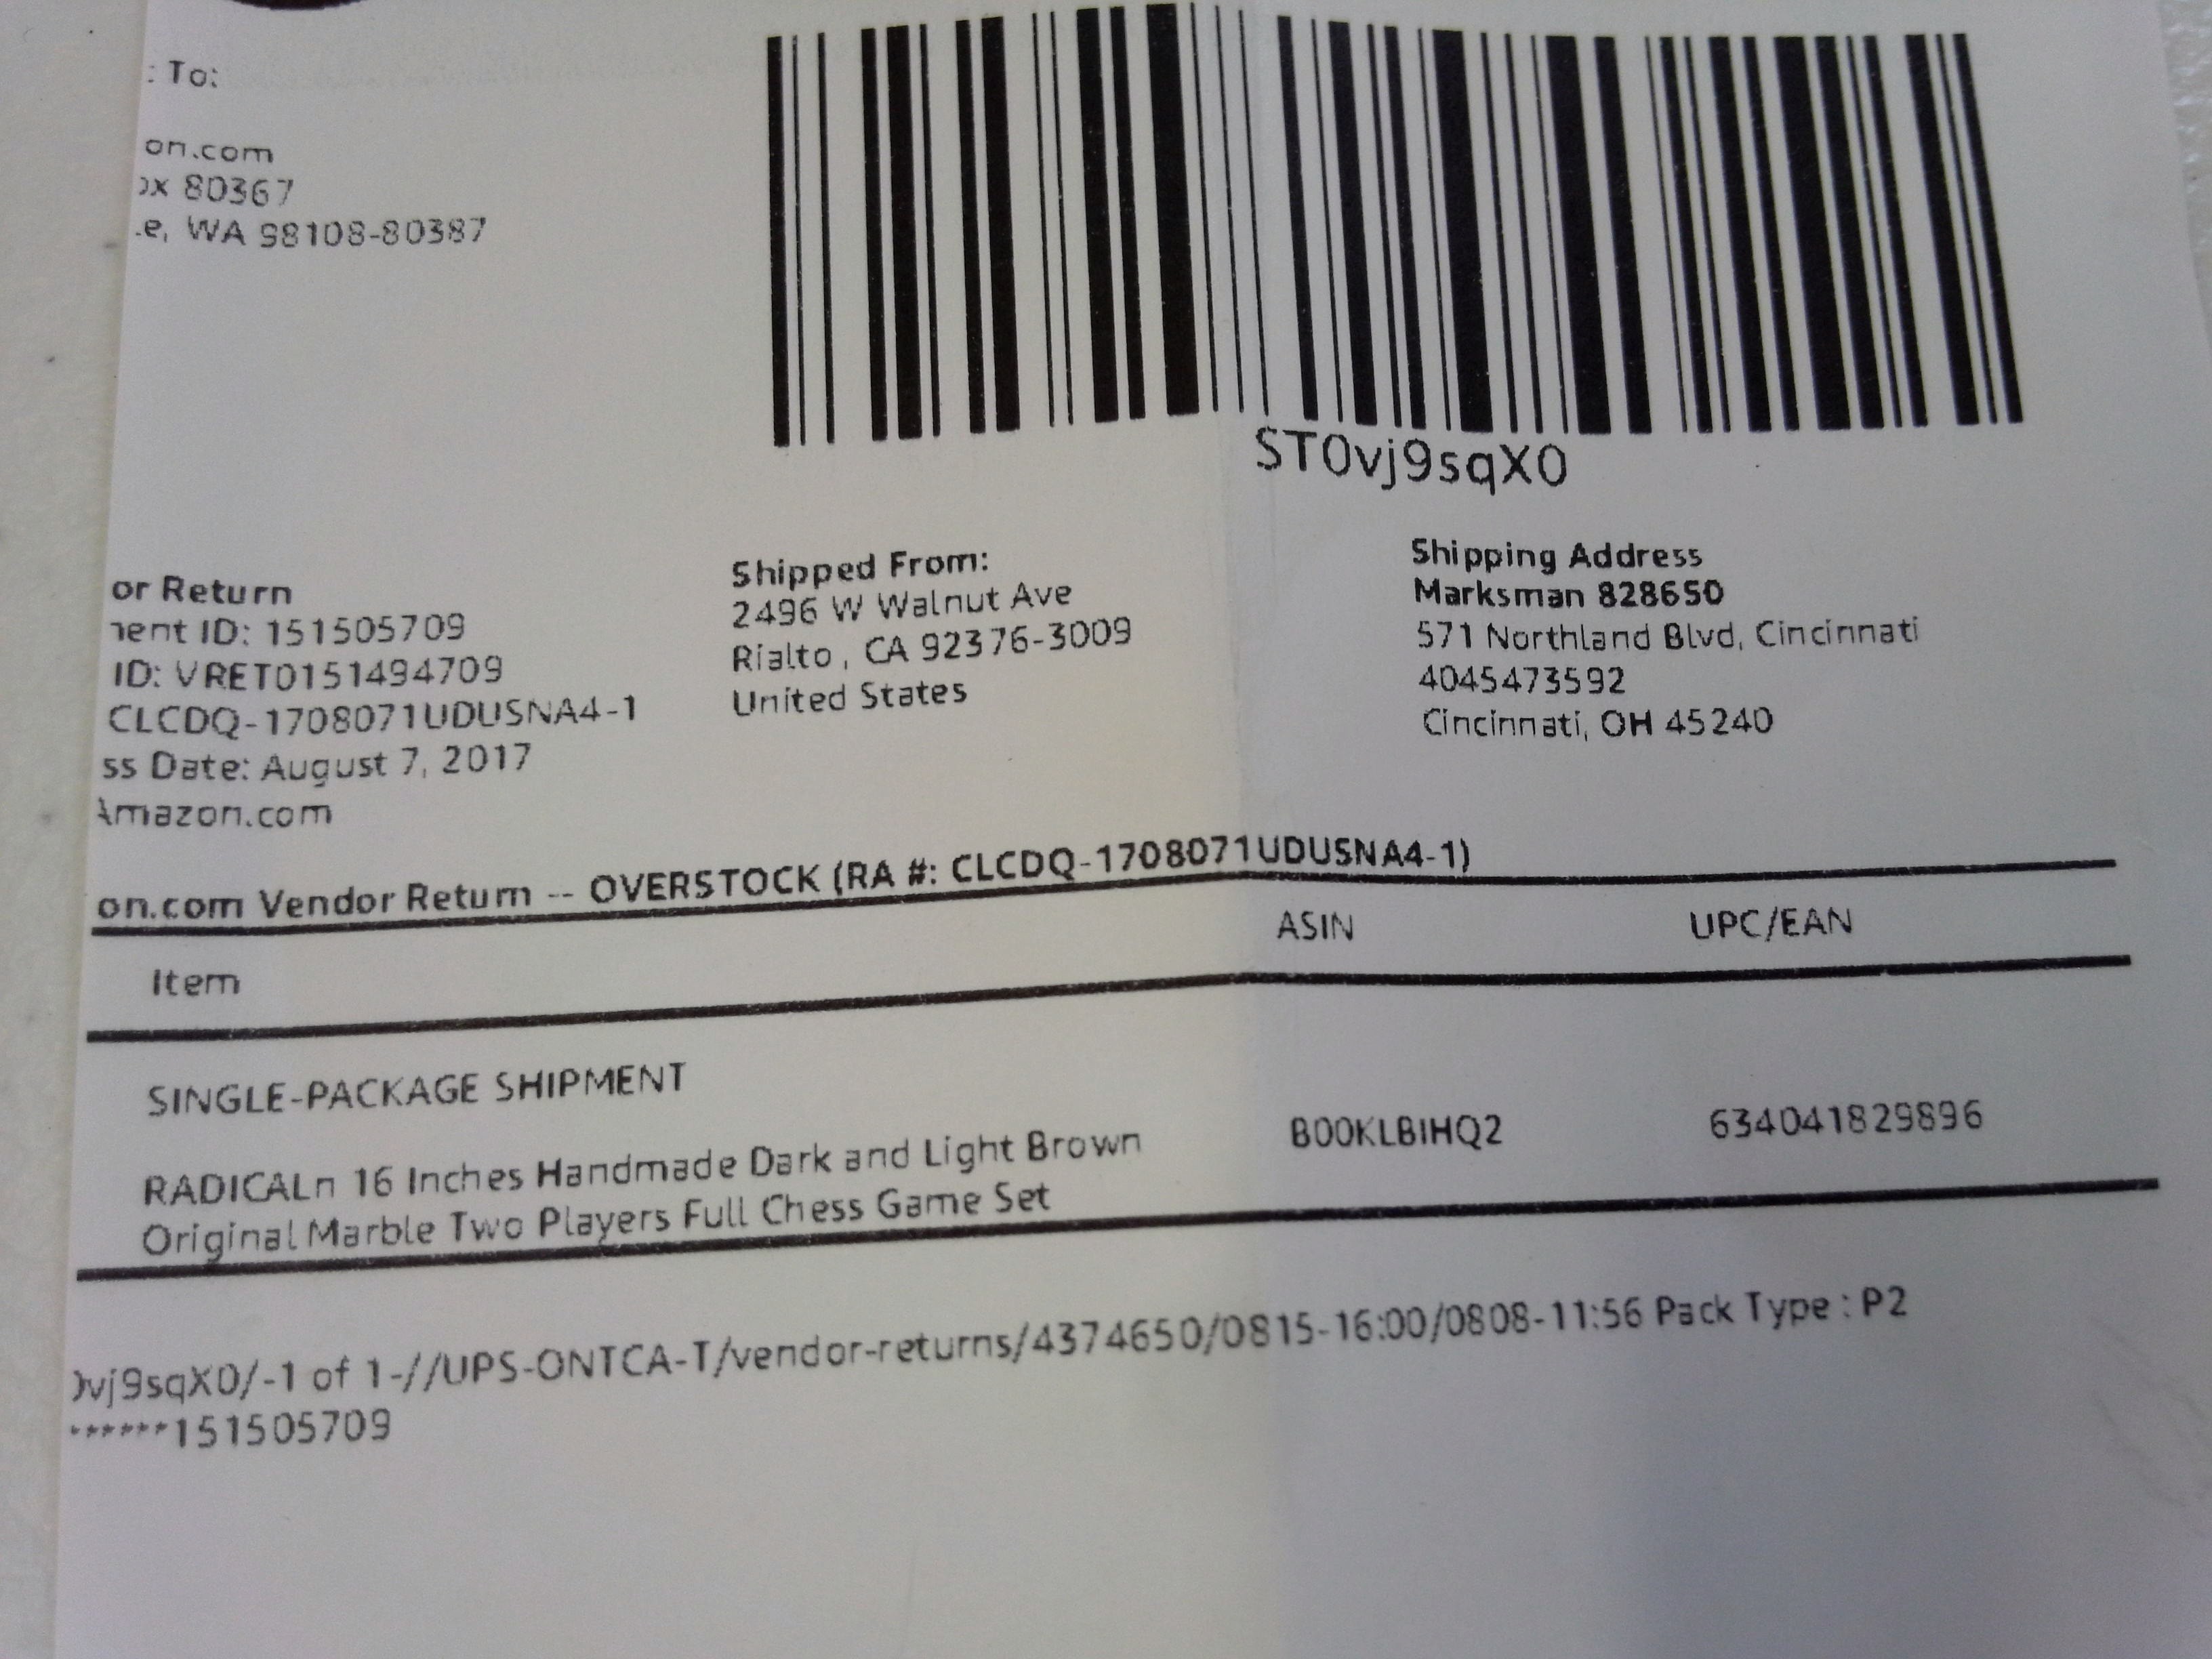 : To:
on.com
ox 80367
e, WA 98108-80387
ST0vj9sqX0
or Return
nent ID: 151505709
ID: VRET0151494709
CLCDQ-1708071UDUSNA4-1
ss Date: August 7, 2017
Amazon.com
Shipped From:
2496 W Walnut Ave
Rialto, CA 92376-3009
United States
Shipping Address
Marksman 828650
571 Northland Blvd, Cincinnati
4045473592
Cincinnati, OH 45240
on.com Vendor Return -- OVERSTOCK (RA #: CLCDQ-1708071UDUSNA4-1)
Item ASIN UPC/EAN
SINGLE-PACKAGE SHIPMENT
RADICALn 16 Inches Handmade Dark and Light Brown B00KLBIHQ2 634041829896
Original Marble Two Players Full Chess Game Set
0vj9sqX0/-1 of 1-//UPS-ONTCA-T/vendor-returns/4374650/0815-16:00/0808-11:56 Pack Type : P2
******151505709